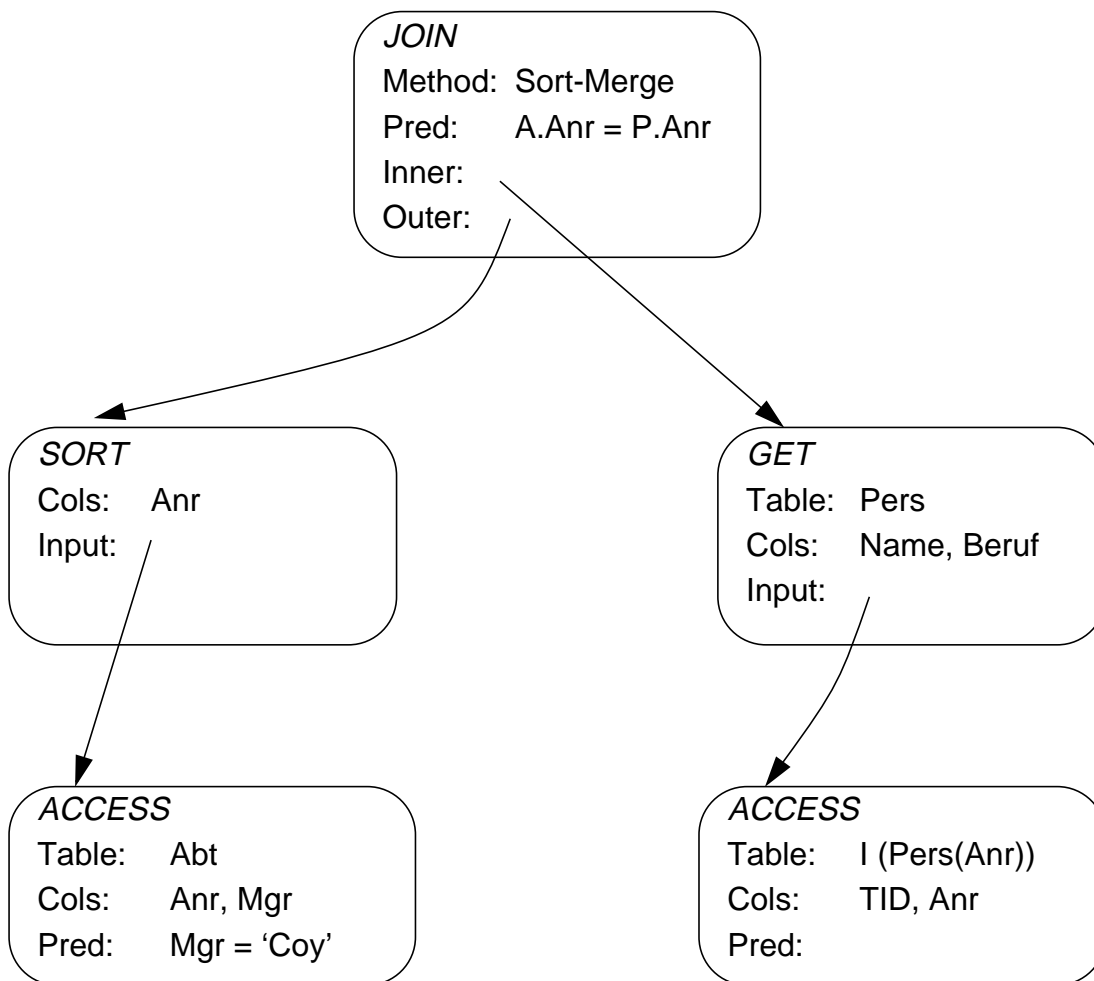 JOIN
Method: Sort-Merge
Pred: A.Anr = P.Anr
Inner:
Outer:
SORT
Cols: Anr
Input:
GET
Table: Pers
Cols: Name, Beruf
Input:
ACCESS
Table: Abt
Cols: Anr, Mgr
Pred: Mgr = ‘Coy’
ACCESS
Table: I (Pers(Anr))
Cols: TID, Anr
Pred: